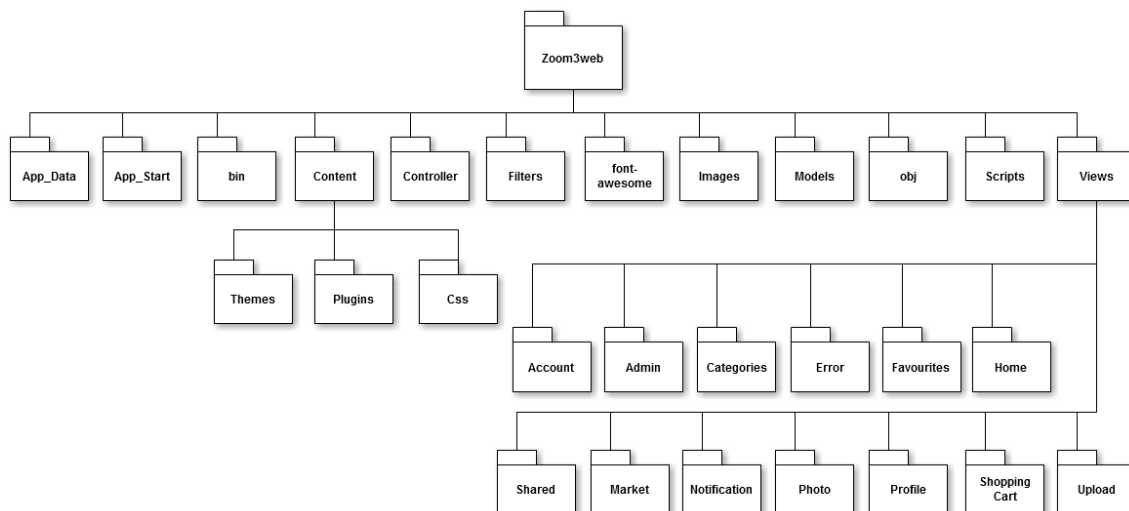 Zoom3web
App_Data
App_Start
bin
Content
Controller
Filters
font-
awesome
Images
Models
obj
Scripts
Views
Themes
Plugins
Css
Account
Admin
Categories
Error
Favourites
Home
Shared
Market
Notification
Photo
Profile
Shopping
Cart
Upload